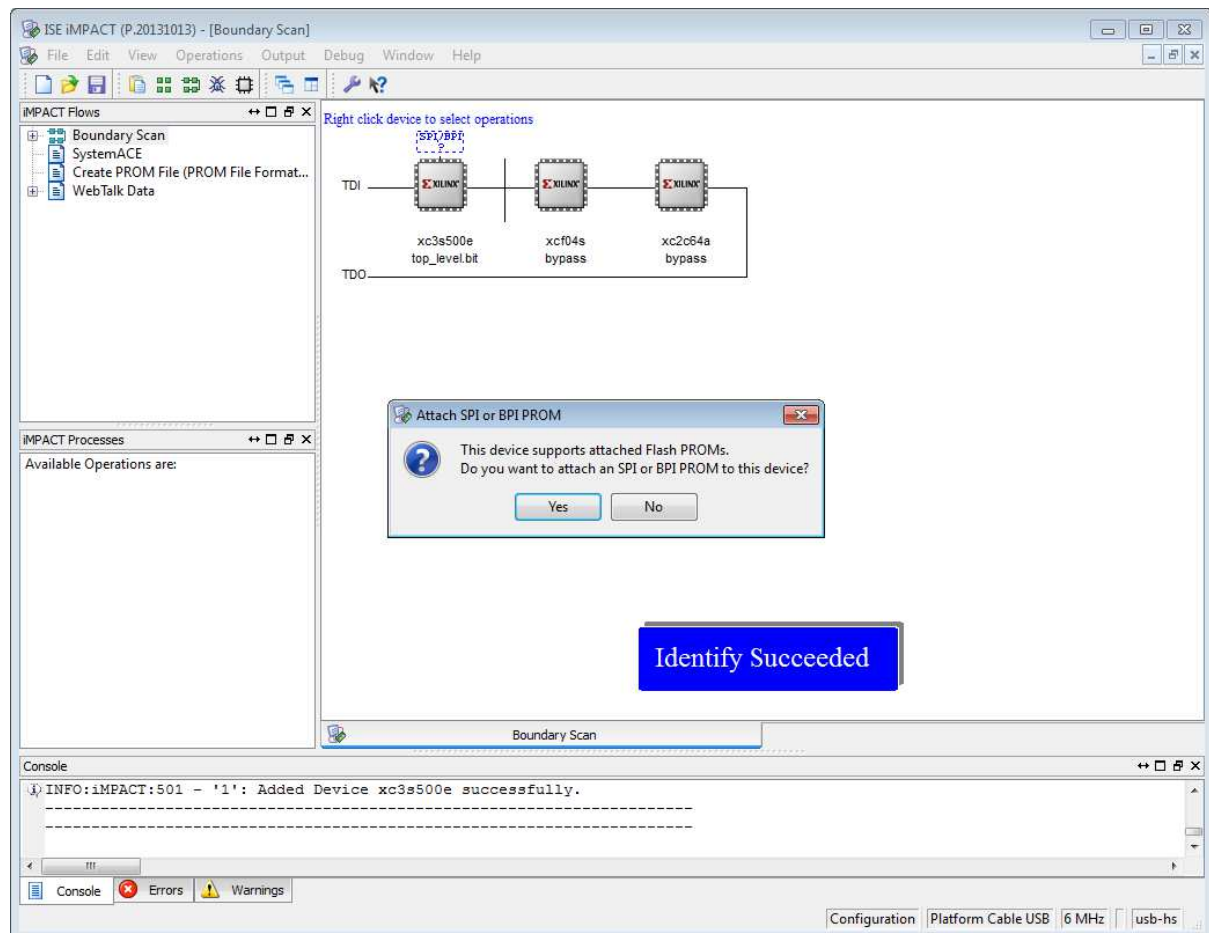 ISE iMPACT (P.20131013) - [Boundary Scan]
File Edit View Operations Output Debug Window Help
iMPACT Flows
Boundary Scan
SystemACE
Create PROM File (PROM File Format...
WebTalk Data
iMPACT Processes
Available Operations are:
Right click device to select operations
SPI/BPI
?
TDI
XILINX XILINX XILINX
xc3s500e xcf04s xc2c64a
top_level.bit bypass bypass
TDO
Attach SPI or BPI PROM
This device supports attached Flash PROMs.
Do you want to attach an SPI or BPI PROM to this device?
Yes No
Identify Succeeded
Boundary Scan
Console
INFO:iMPACT:501 - '1': Added Device xc3s500e successfully.
----------------------------------------------------------------------
----------------------------------------------------------------------
Console Errors Warnings
Configuration Platform Cable USB 6 MHz usb-hs